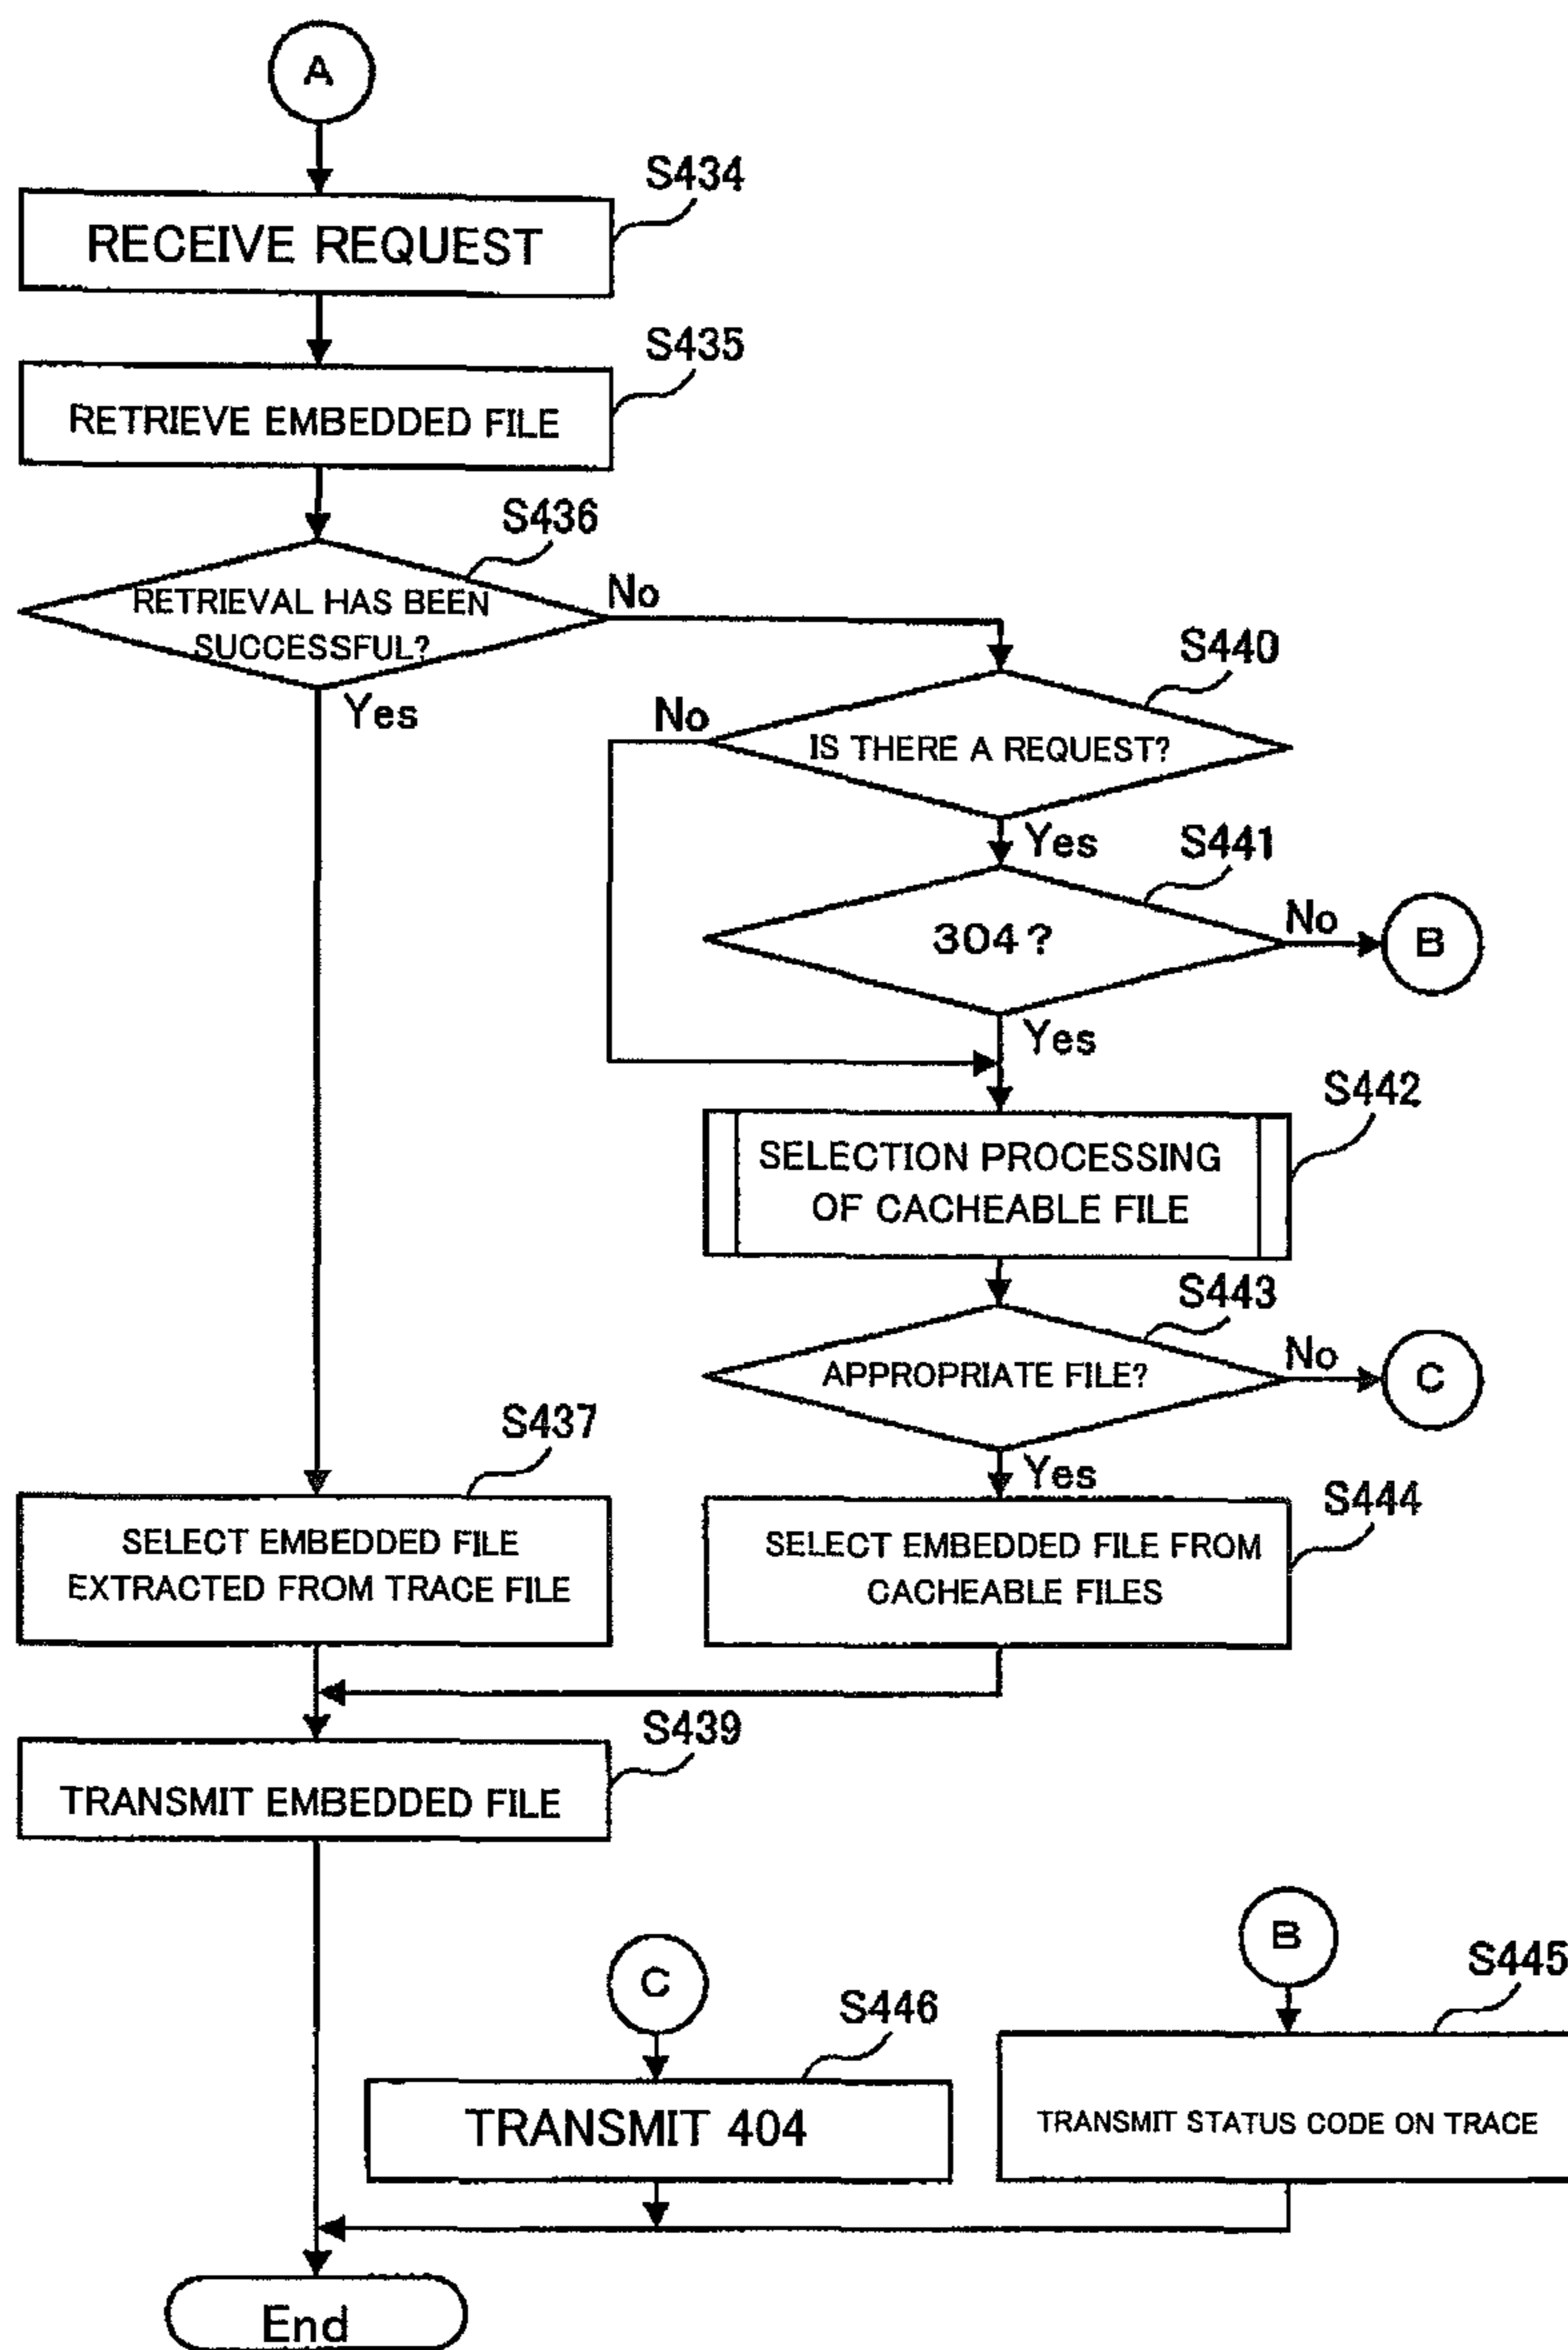 A
S434
RECEIVE REQUEST
S435
RETRIEVE EMBEDDED FILE
S436
RETRIEVAL HAS BEEN
SUCCESSFUL?
No
Yes
S440
No
IS THERE A REQUEST?
Yes
S441
304?
No
B
Yes
S442
SELECTION PROCESSING
OF CACHEABLE FILE
S443
APPROPRIATE FILE?
No
C
Yes
S437
SELECT EMBEDDED FILE
EXTRACTED FROM TRACE FILE
S444
SELECT EMBEDDED FILE FROM
CACHEABLE FILES
S439
TRANSMIT EMBEDDED FILE
C
S446
TRANSMIT 404
B
S445
TRANSMIT STATUS CODE ON TRACE
End